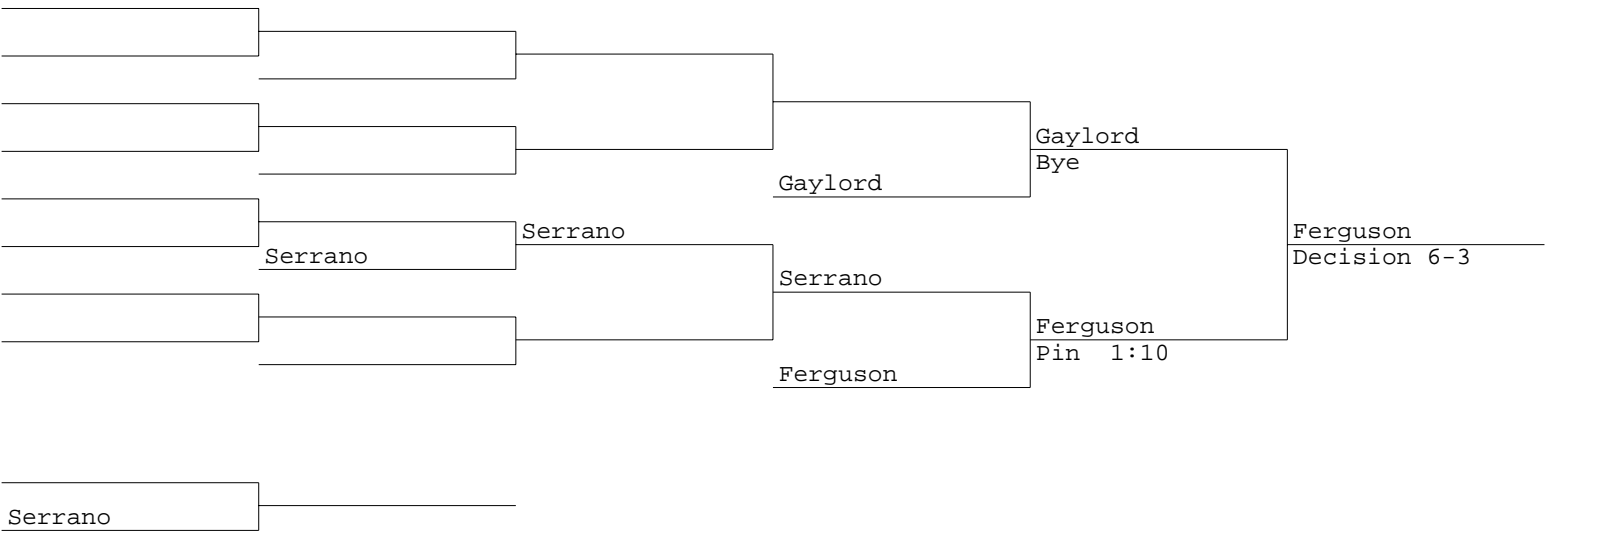 Gaylord
Bye
Gaylord
Serrano
Ferguson
Serrano
Decision 6-3
Serrano
Ferguson
Pin  1:10
Ferguson
Serrano